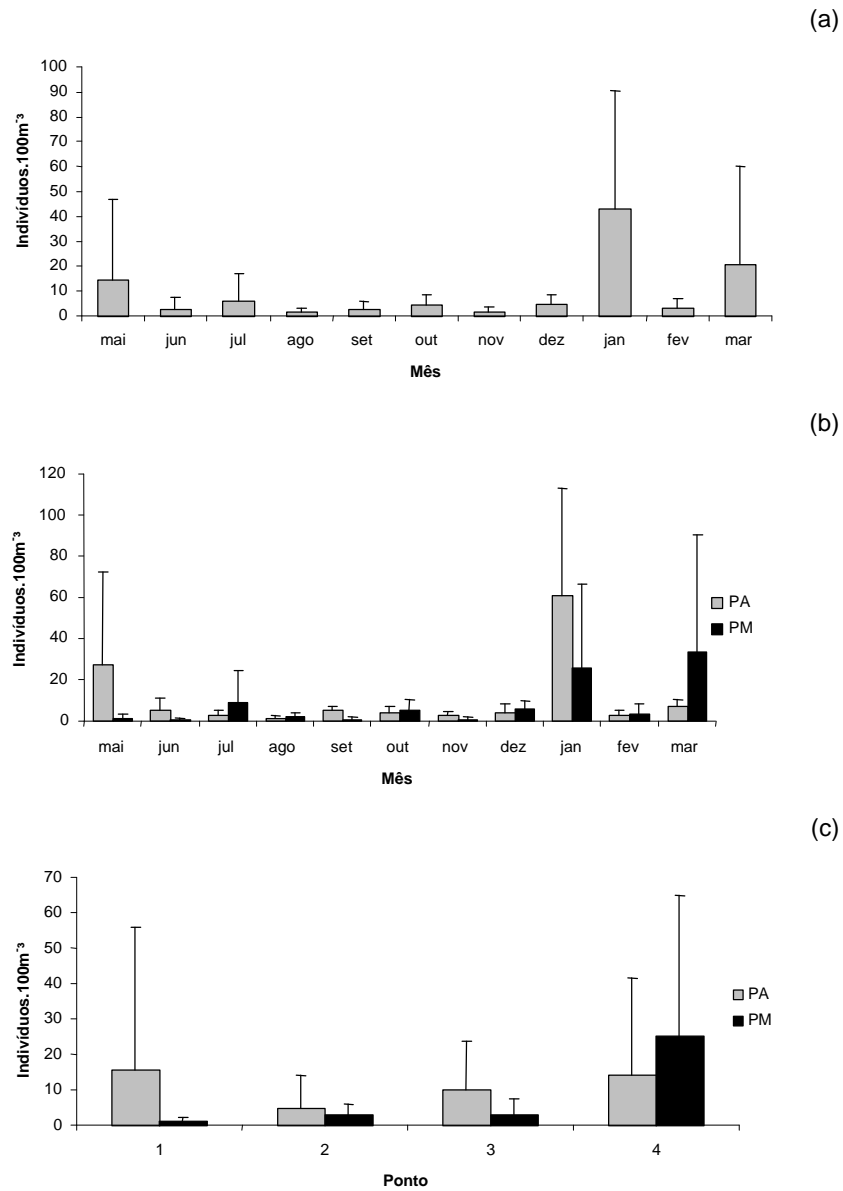 (a)
Indivíduos.100m⁻³
100
90
80
70
60
50
40
30
20
10
0
mai jun jul ago set out nov dez jan fev mar
Mês
(b)
Indivíduos.100m⁻³
120
100
80
60
40
20
0
PA
PM
mai jun jul ago set out nov dez jan fev mar
Mês
(c)
Indivíduos.100m⁻³
70
60
50
40
30
20
10
0
PA
PM
1 2 3 4
Ponto